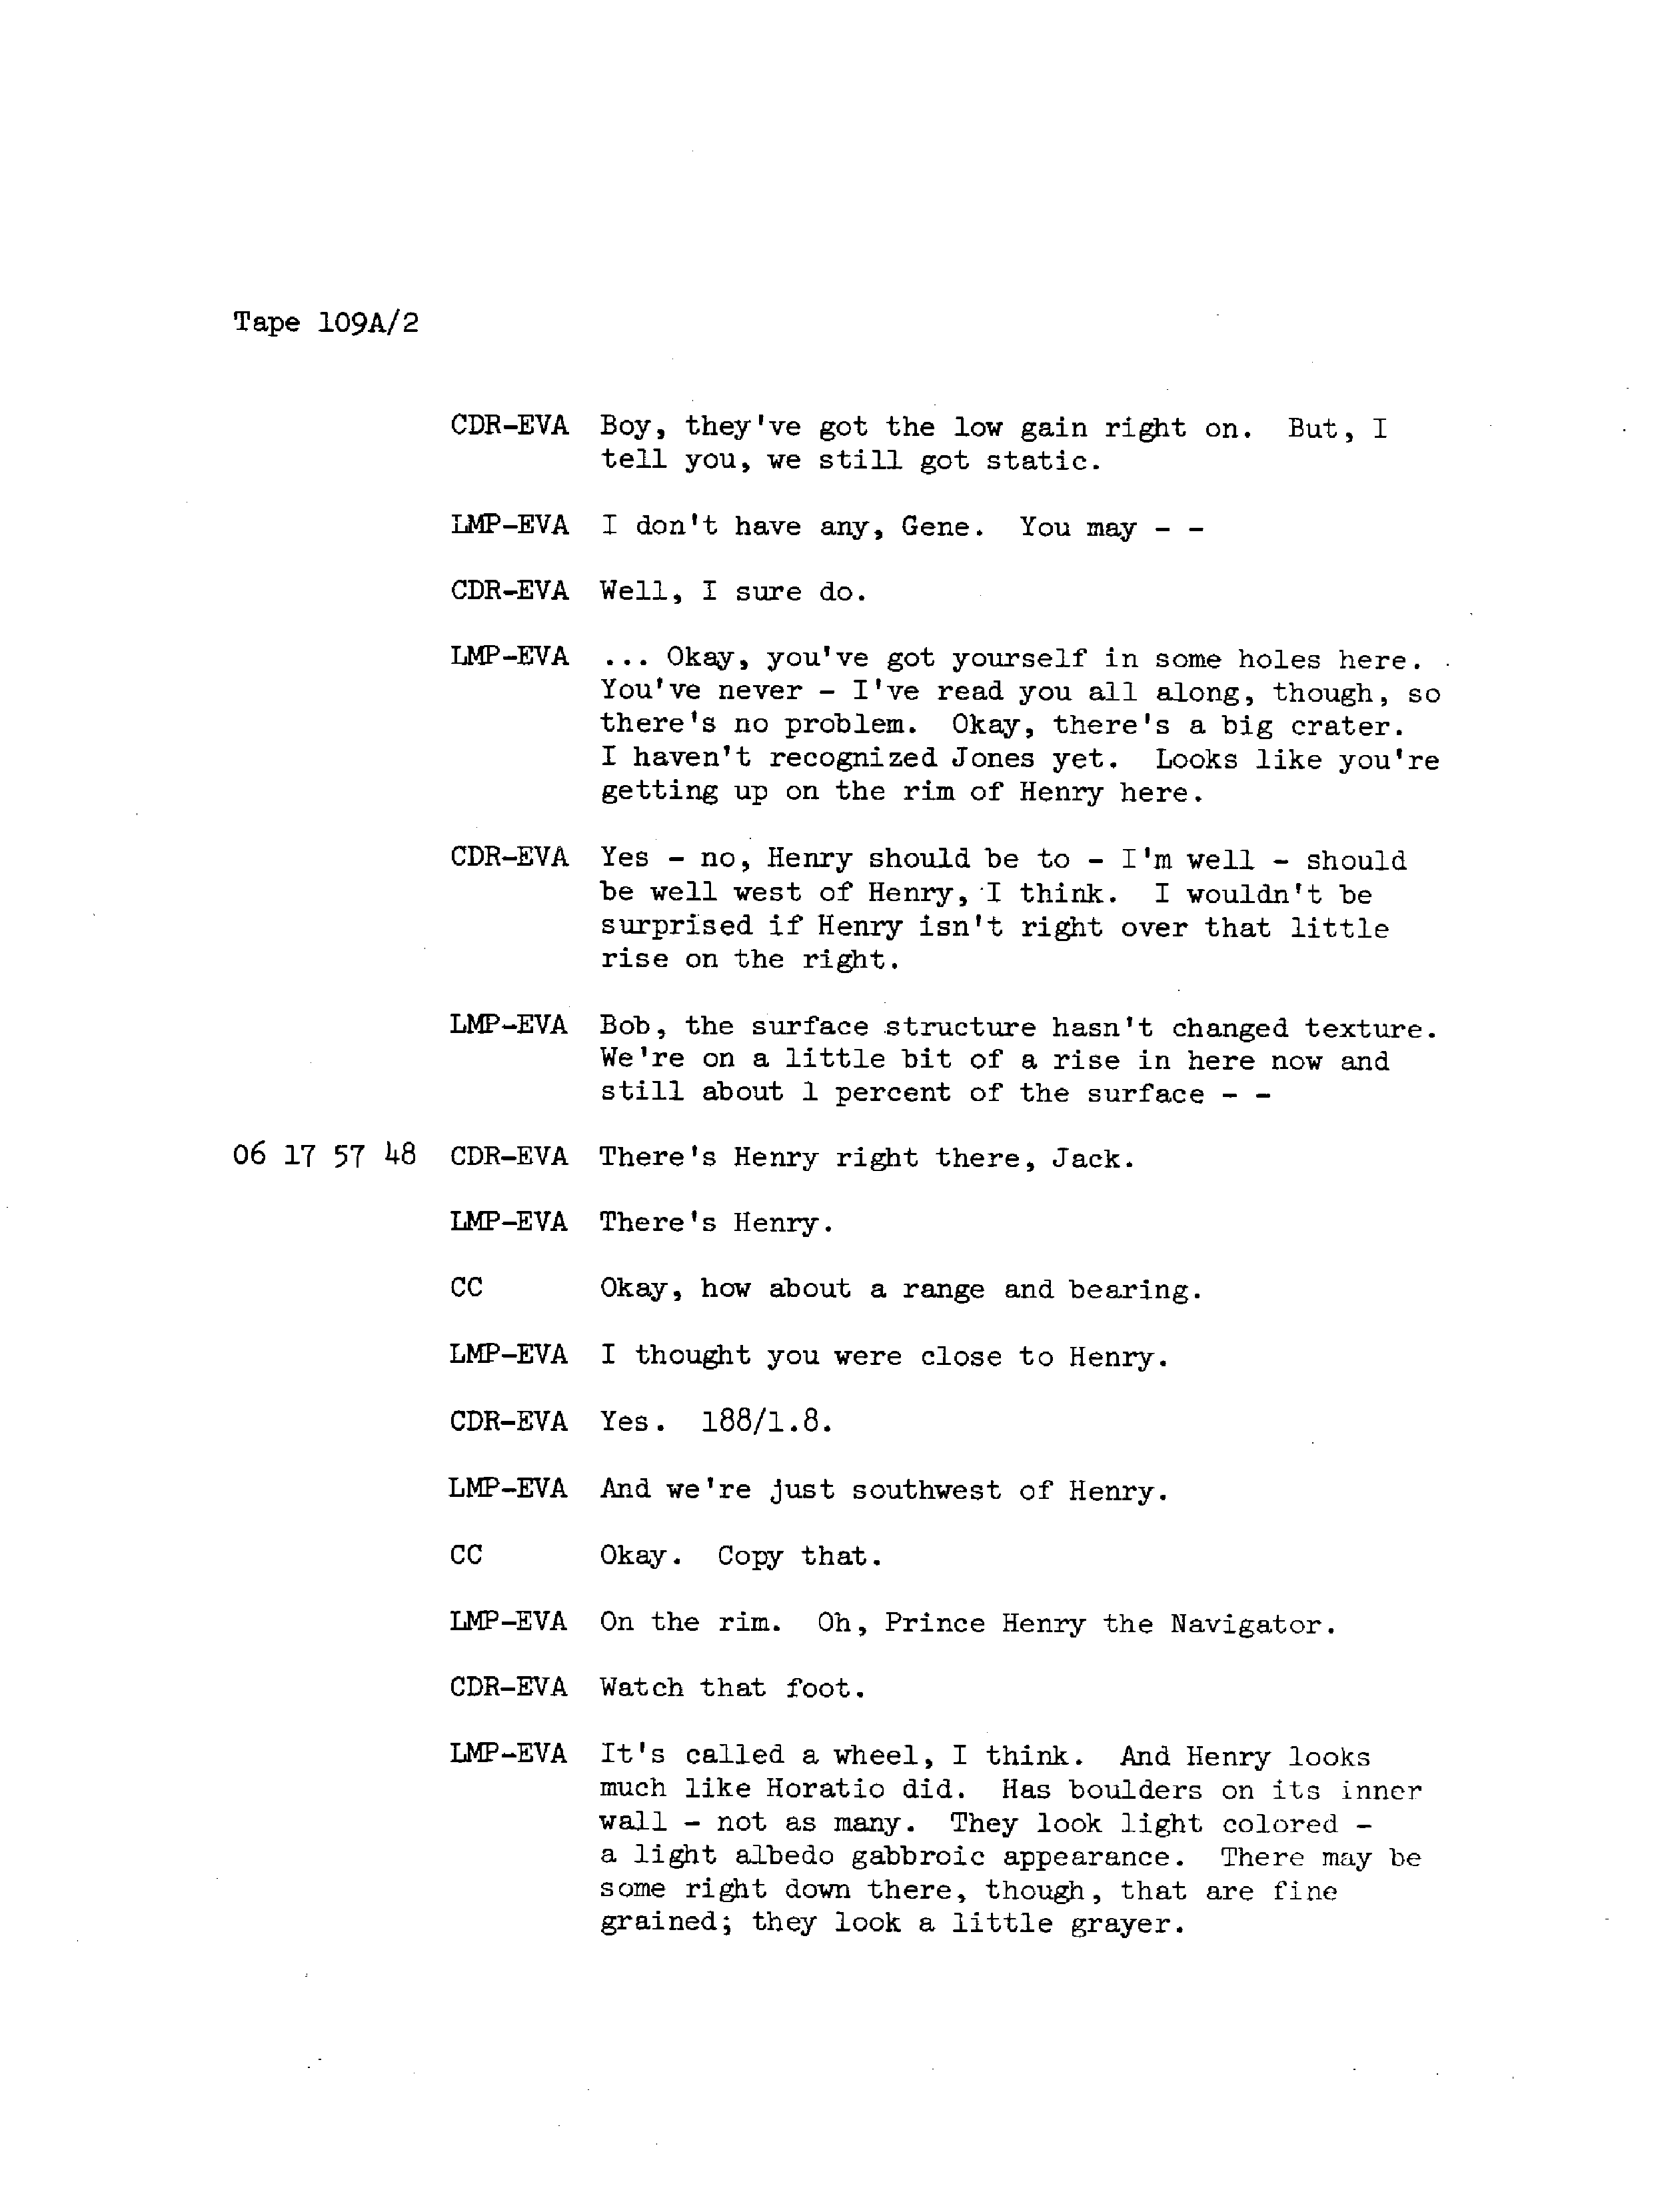 Tape 109A/2
CDR-EVA Boy, they've got the low gain right on. But, I
tell you, we still got static.
LMP-EVA I don't have any, Gene. You may - -
CDR-EVA Well, I sure do.
LMP-EVA ... Okay, you've got yourself in some holes here.
You've never - I've read you all along, though, so
there's no problem. Okay, there's a big crater.
I haven't recognized Jones yet. Looks like you're
getting up on the rim of Henry here.
CDR-EVA Yes - no, Henry should be to - I'm well - should
be well west of Henry, I think. I wouldn't be
surprised if Henry isn't right over that little
rise on the right.
LMP-EVA Bob, the surface structure hasn't changed texture.
We're on a little bit of a rise in here now and
still about 1 percent of the surface - -
06 17 57 48 CDR-EVA There's Henry right there, Jack.
LMP-EVA There's Henry.
CC Okay, how about a range and bearing.
LMP-EVA I thought you were close to Henry.
CDR-EVA Yes. 188/1.8.
LMP-EVA And we're just southwest of Henry.
CC Okay. Copy that.
LMP-EVA On the rim. Oh, Prince Henry the Navigator.
CDR-EVA Watch that foot.
LMP-EVA It's called a wheel, I think. And Henry looks
much like Horatio did. Has boulders on its inner
wall - not as many. They look light colored -
a light albedo gabbroic appearance. There may be
some right down there, though, that are fine
grained; they look a little grayer.